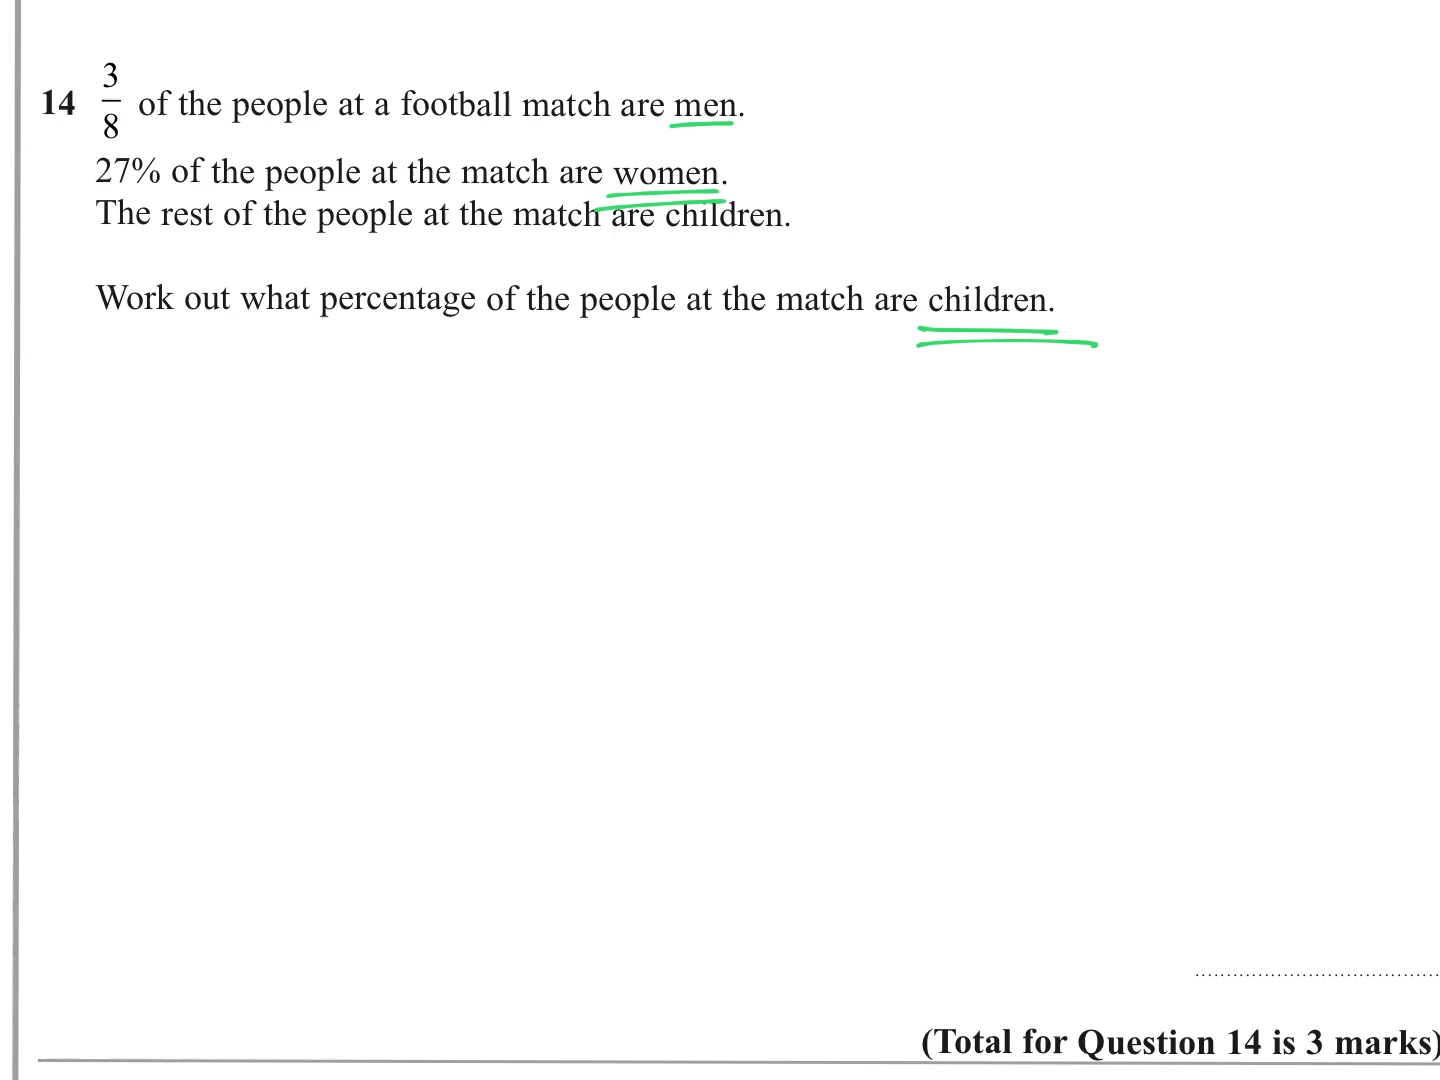 14 3/8 of the people at a football match are men.
27% of the people at the match are women.
The rest of the people at the match are children.
Work out what percentage of the people at the match are children.
(Total for Question 14 is 3 marks)